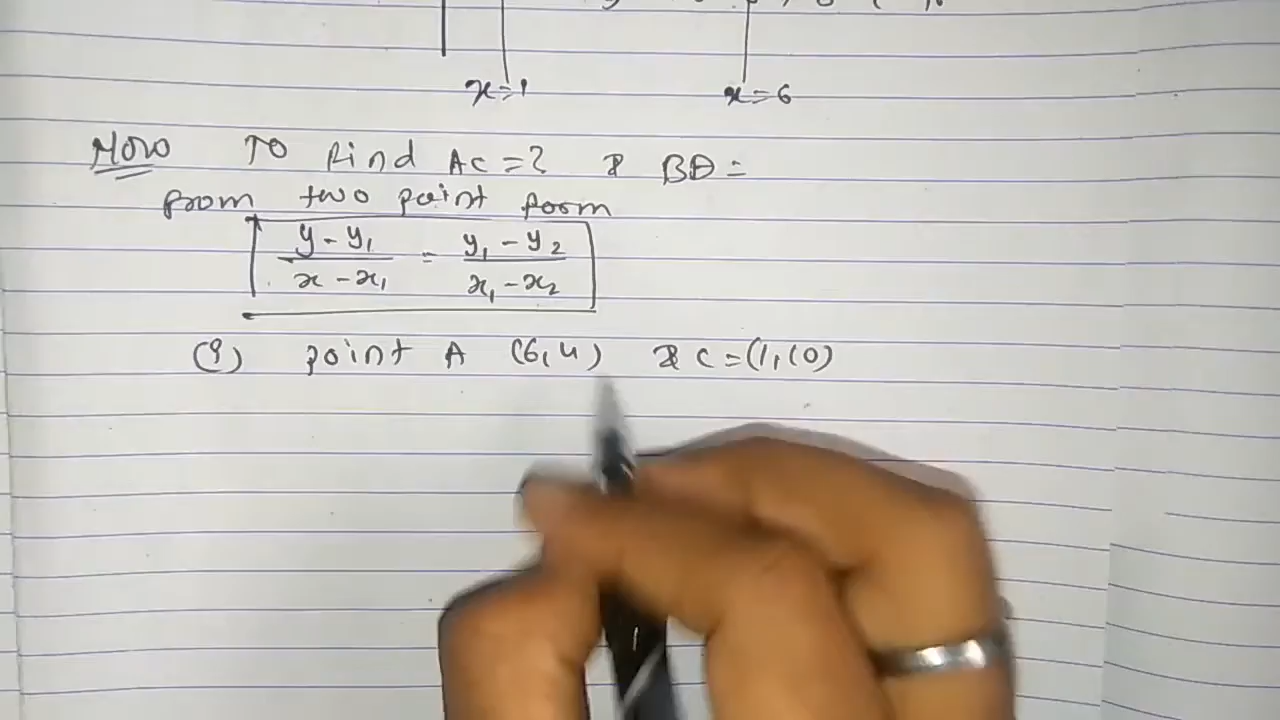 x=1 x=6
Now To find AC=? & BD=
from two point form
y-y₁ / x-x₁ = y₁-y₂ / x₁-x₂
(i) point A (6,4) & C=(1,10)